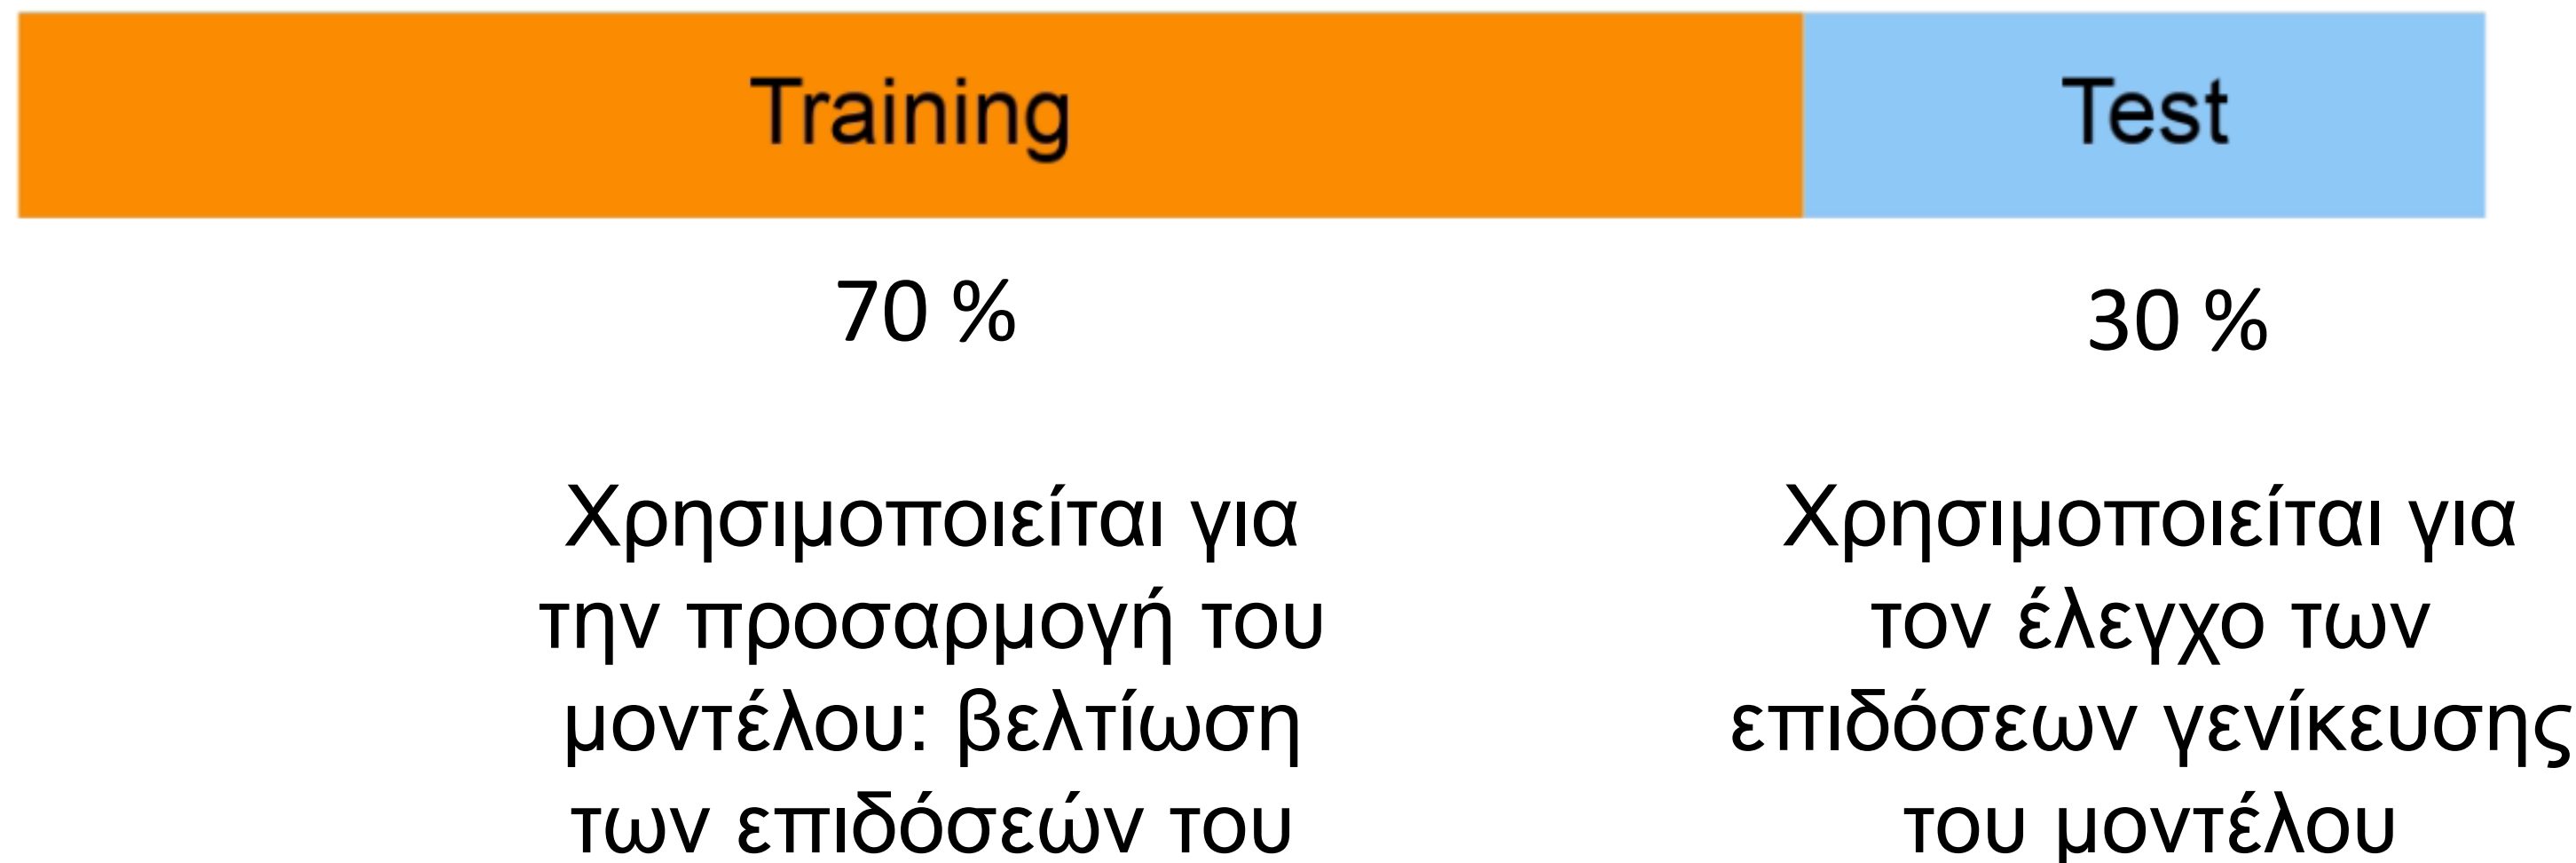 Training
Test
70 %
30 %
Χρησιμοποιείται για
την προσαρμογή του
μοντέλου: βελτίωση
των επιδόσεών του
Χρησιμοποιείται για
τον έλεγχο των
επιδόσεων γενίκευσης
του μοντέλου